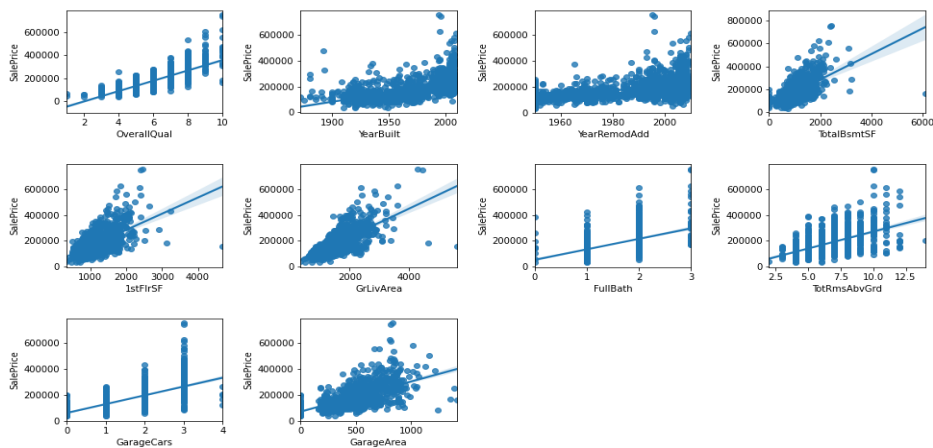 SalePrice
600000
400000
200000
0
2 4 6 8 10
OverallQual
SalePrice
600000
400000
200000
0
1900 1950 2000
YearBuilt
SalePrice
600000
400000
200000
0
1960 1980 2000
YearRemodAdd
SalePrice
800000
600000
400000
200000
0
0 2000 4000 6000
TotalBsmtSF
SalePrice
600000
400000
200000
0
1000 2000 3000 4000
1stFlrSF
SalePrice
600000
400000
200000
0
2000 4000
GrLivArea
SalePrice
600000
400000
200000
0
0 1 2 3
FullBath
SalePrice
600000
400000
200000
0
2.5 5.0 7.5 10.0 12.5
TotRmsAbvGrd
SalePrice
600000
400000
200000
0
0 1 2 3 4
GarageCars
SalePrice
600000
400000
200000
0
0 500 1000
GarageArea